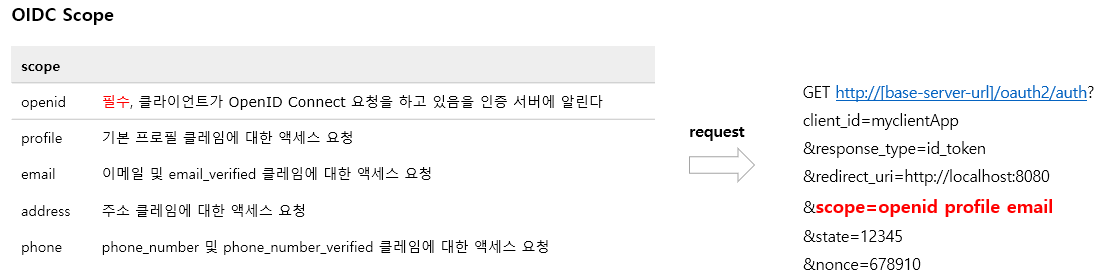 OIDC Scope
scope
openid 필수, 클라이언트가 OpenID Connect 요청을 하고 있음을 인증 서버에 알린다
profile 기본 프로필 클레임에 대한 액세스 요청
email 이메일 및 email_verified 클레임에 대한 액세스 요청
address 주소 클레임에 대한 액세스 요청
phone phone_number 및 phone_number_verified 클레임에 대한 액세스 요청
request
GET http://[base-server-url]/oauth2/auth?
client_id=myclientApp
&response_type=id_token
&redirect_uri=http://localhost:8080
&scope=openid profile email
&state=12345
&nonce=678910